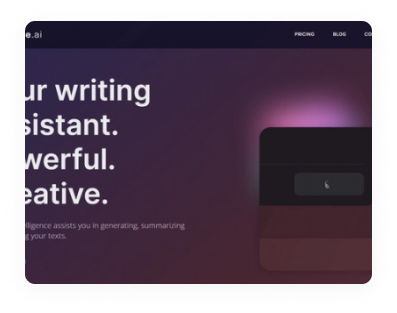 e.ai PRICING BLOG CO
ur writing
sistant.
werful.
eative.
lligence assists you in generating, summarizing
g your texts.